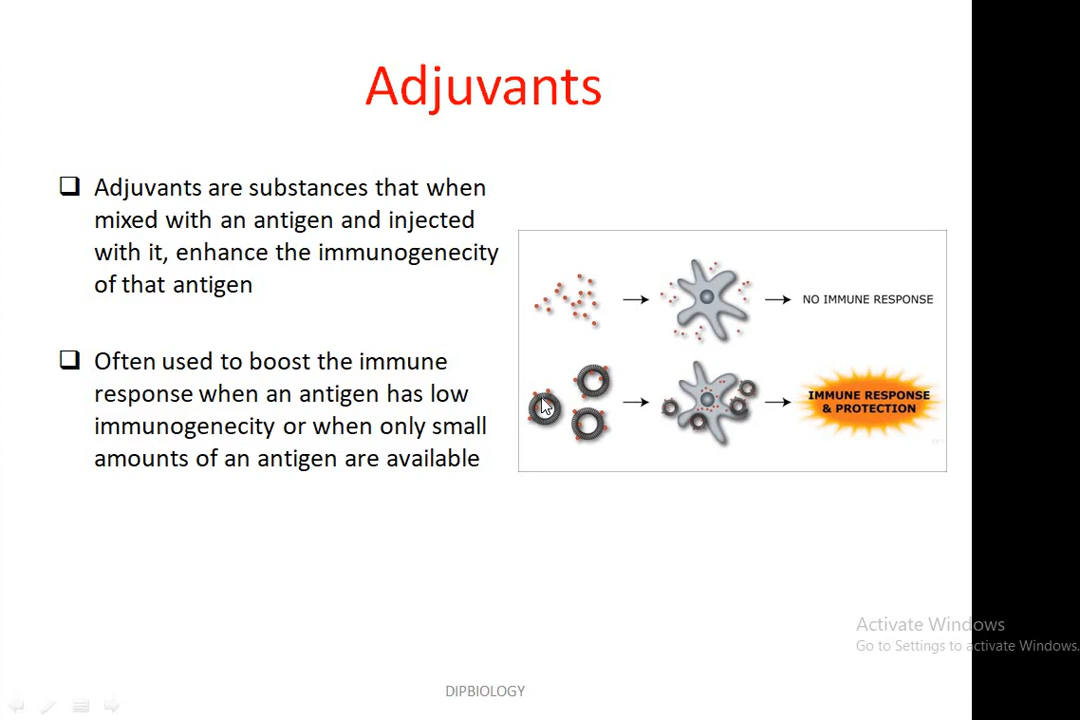 Adjuvants
Adjuvants are substances that when
mixed with an antigen and injected
with it, enhance the immunogenecity
of that antigen
Often used to boost the immune
response when an antigen has low
immunogenecity or when only small
amounts of an antigen are available
NO IMMUNE RESPONSE
IMMUNE RESPONSE
& PROTECTION
Activate Windows
Go to Settings to activate Windows.
DIPBIOLOGY